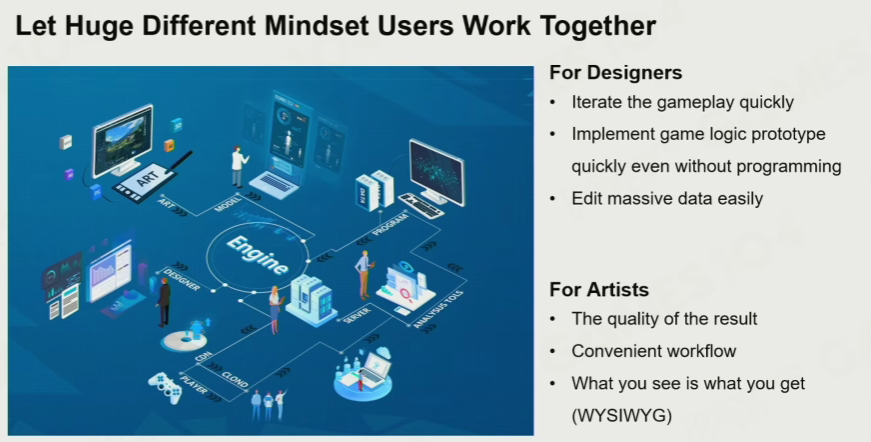 Let Huge Different Mindset Users Work Together
For Designers
• Iterate the gameplay quickly
• Implement game logic prototype
quickly even without programming
• Edit massive data easily
For Artists
• The quality of the result
• Convenient workflow
• What you see is what you get
(WYSIWYG)
ART
ART
MODEL
DATA
PROGRAM
Engine
DESIGNER
SERVER
ANALYSUS TOLS
CDN
CLOND
PLAYER